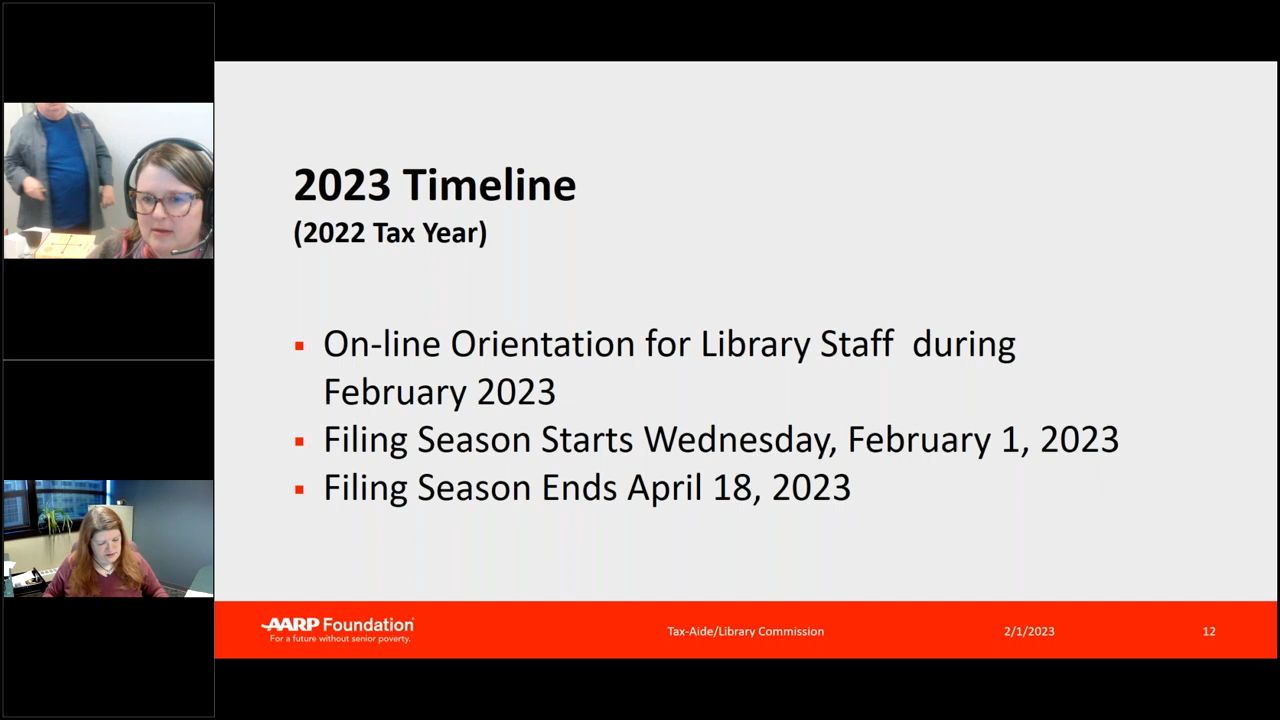 2023 Timeline
(2022 Tax Year)
▪ On-line Orientation for Library Staff  during
February 2023
▪ Filing Season Starts Wednesday, February 1, 2023
▪ Filing Season Ends April 18, 2023
AARP Foundation
For a future without senior poverty.
Tax-Aide/Library Commission
2/1/2023
12